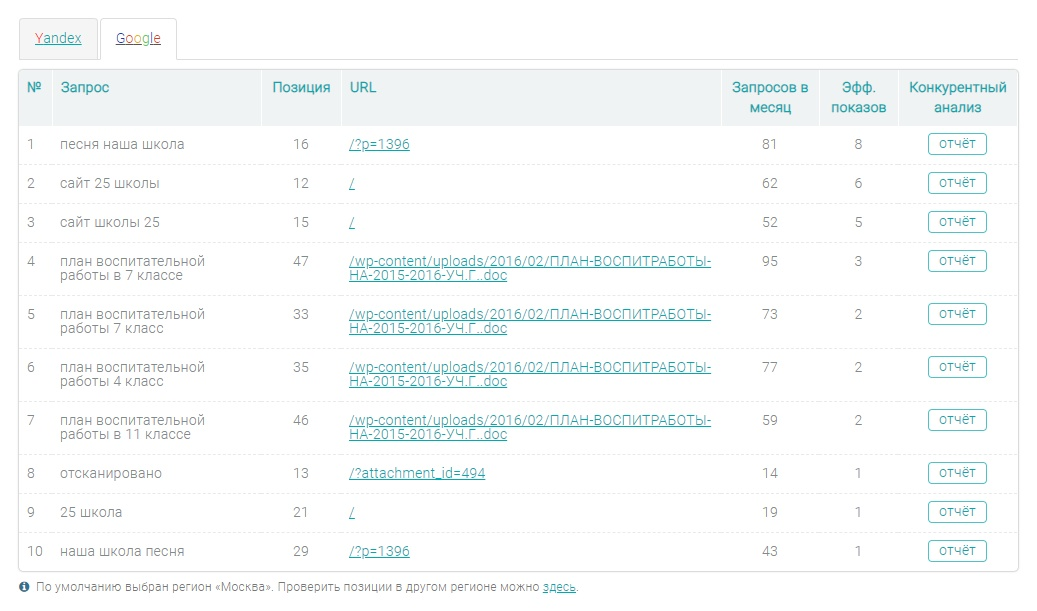 Yandex Google
№ Запрос Позиция URL Запросов в месяц Эфф. показов Конкурентный анализ
1 песня наша школа 16 /?p=1396 81 8 отчёт
2 сайт 25 школы 12 / 62 6 отчёт
3 сайт школы 25 15 / 52 5 отчёт
4 план воспитательной 47 /wp-content/uploads/2016/02/ПЛАН-ВОСПИТРАБОТЫ- 95 3 отчёт
работы в 7 классе НА-2015-2016-УЧ.Г..doc
5 план воспитательной 33 /wp-content/uploads/2016/02/ПЛАН-ВОСПИТРАБОТЫ- 73 2 отчёт
работы 7 класс НА-2015-2016-УЧ.Г..doc
6 план воспитательной 35 /wp-content/uploads/2016/02/ПЛАН-ВОСПИТРАБОТЫ- 77 2 отчёт
работы 4 класс НА-2015-2016-УЧ.Г..doc
7 план воспитательной 46 /wp-content/uploads/2016/02/ПЛАН-ВОСПИТРАБОТЫ- 59 2 отчёт
работы в 11 классе НА-2015-2016-УЧ.Г..doc
8 отсканировано 13 /?attachment_id=494 14 1 отчёт
9 25 школа 21 / 19 1 отчёт
10 наша школа песня 29 /?p=1396 43 1 отчёт
По умолчанию выбран регион «Москва». Проверить позиции в другом регионе можно здесь.